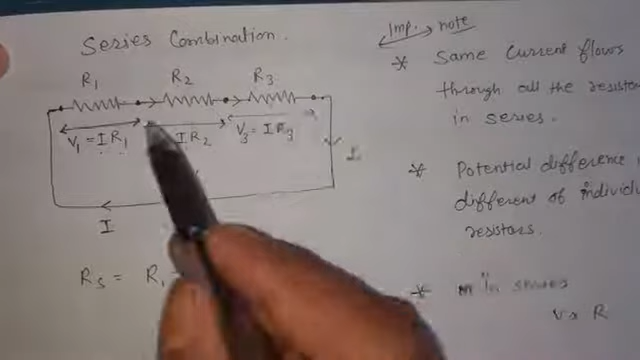 Series Combination.
R₁ R₂ R₃
V₁ = IR₁ IR₂ V₃ = IR₃
I
I
Rs = R₁
Imp. note
* Same current flows
through all the resistors
in series.
* Potential difference
different of individu
resistors.
* in series
V ∝ R